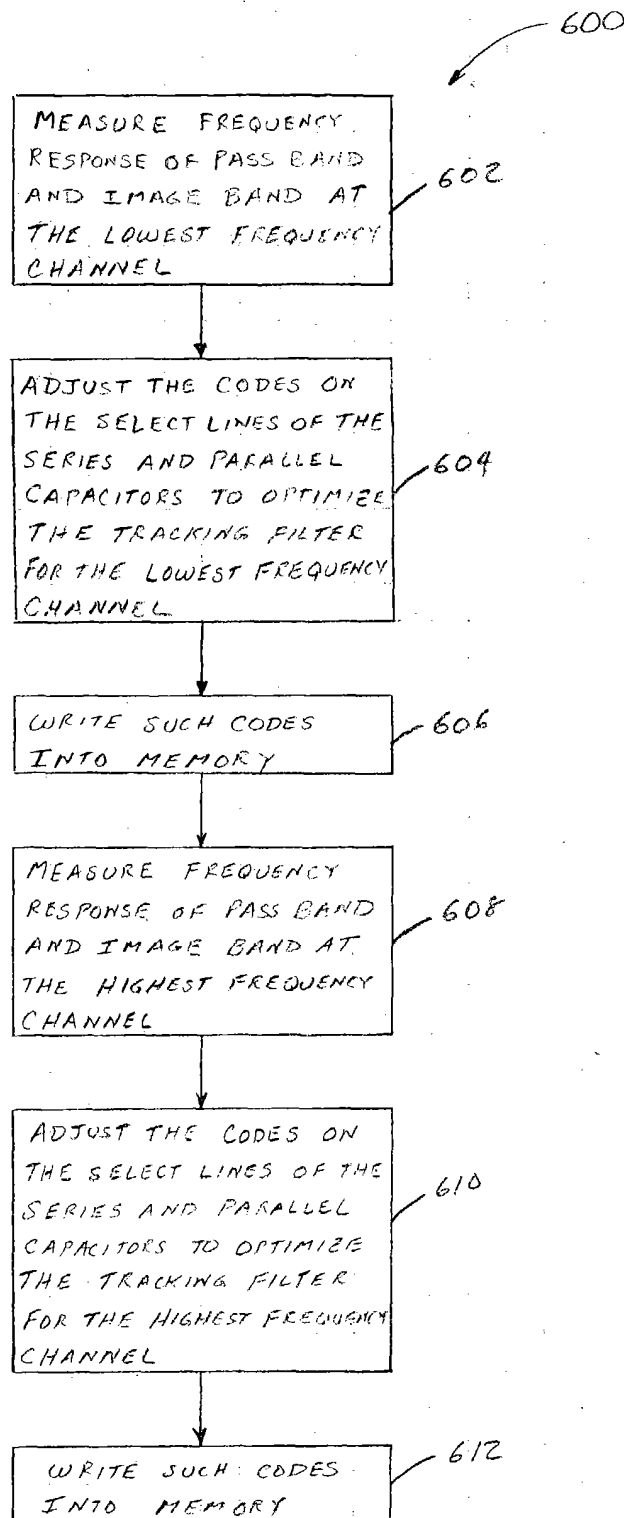 600
MEASURE FREQUENCY
RESPONSE OF PASS BAND
AND IMAGE BAND AT
THE LOWEST FREQUENCY
CHANNEL
602
ADJUST THE CODES ON
THE SELECT LINES OF THE
SERIES AND PARALLEL
CAPACITORS TO OPTIMIZE
THE TRACKING FILTER
FOR THE LOWEST FREQUENCY
CHANNEL
604
WRITE SUCH CODES
INTO MEMORY
606
MEASURE FREQUENCY
RESPONSE OF PASS BAND
AND IMAGE BAND AT
THE HIGHEST FREQUENCY
CHANNEL
608
ADJUST THE CODES ON
THE SELECT LINES OF THE
SERIES AND PARALLEL
CAPACITORS TO OPTIMIZE
THE TRACKING FILTER
FOR THE HIGHEST FREQUENCY
CHANNEL
610
WRITE SUCH CODES
INTO MEMORY
612